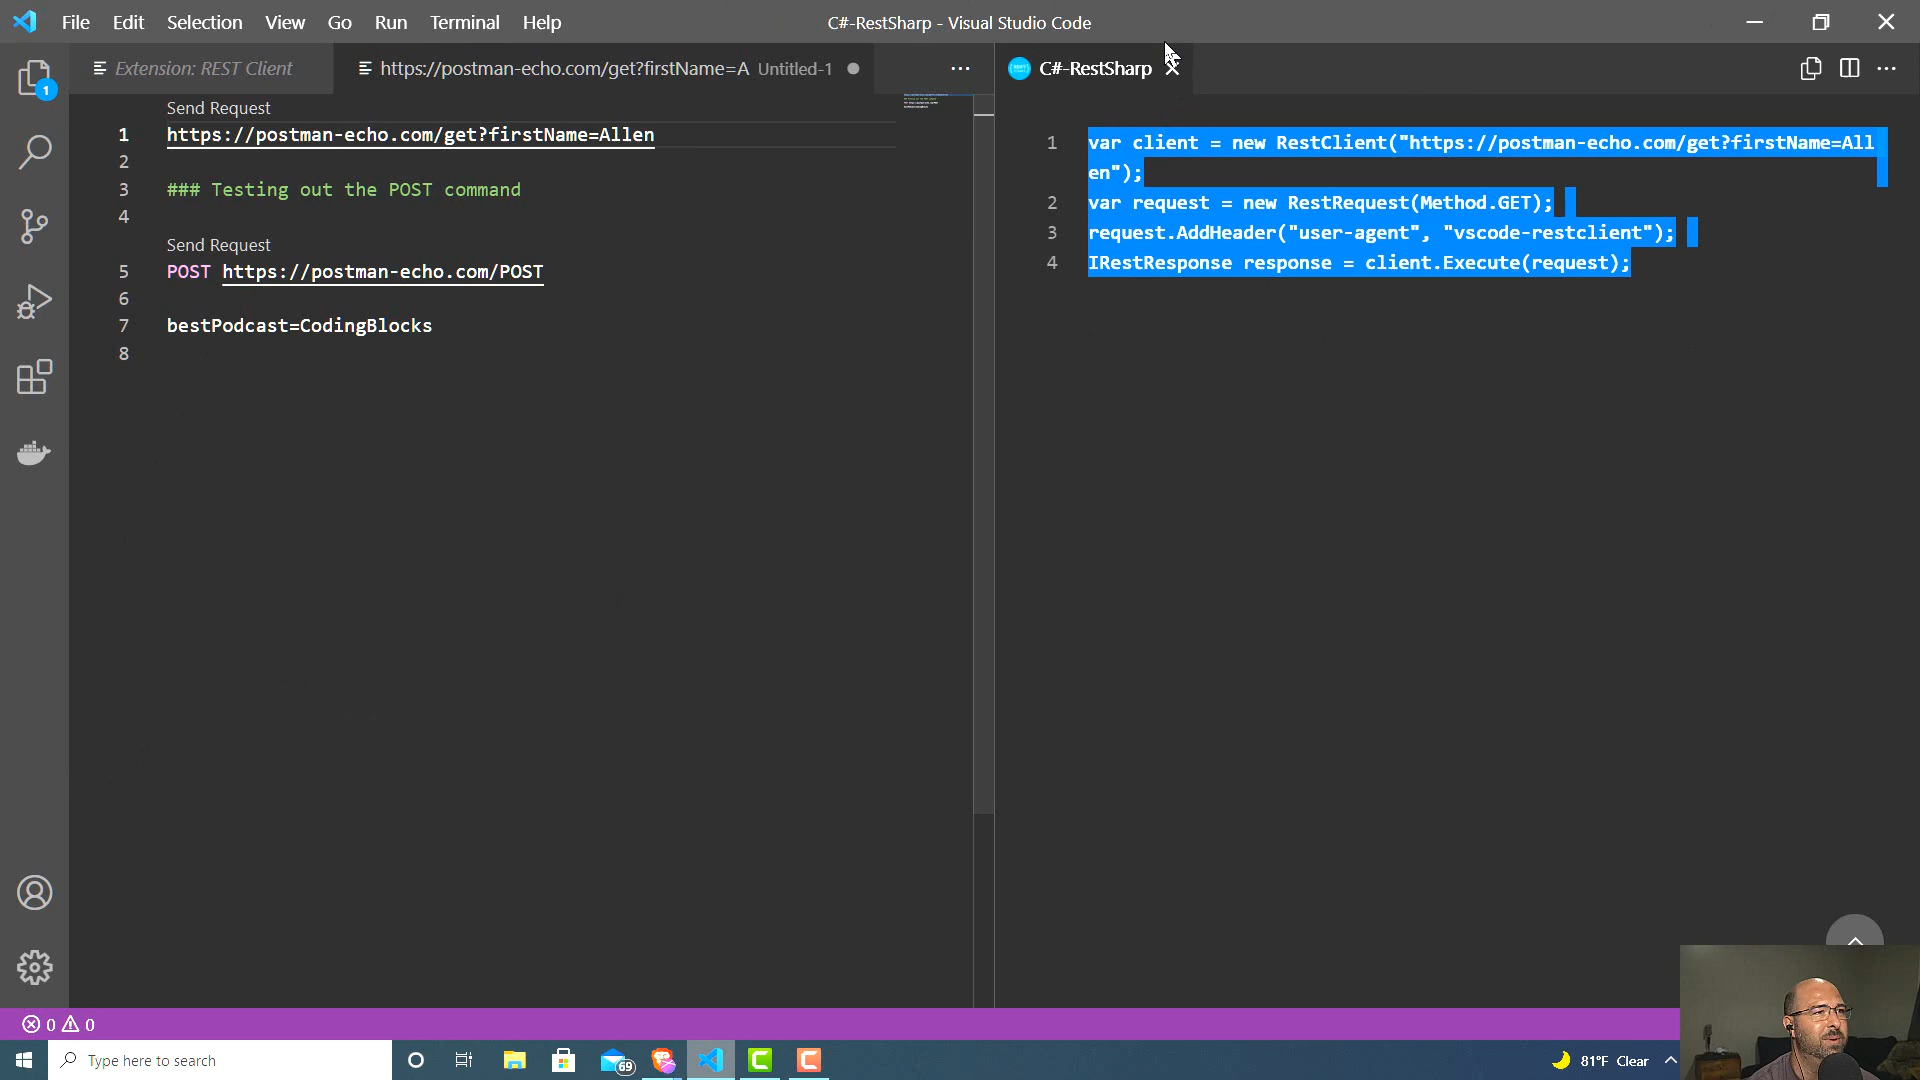 File Edit Selection View Go Run Terminal Help
C#-RestSharp - Visual Studio Code
Extension: REST Client
https://postman-echo.com/get?firstName=A Untitled-1
C#-RestSharp
1
Send Request
1 https://postman-echo.com/get?firstName=Allen
2
3 ### Testing out the POST command
4
Send Request
5 POST https://postman-echo.com/POST
6
7 bestPodcast=CodingBlocks
8
1 var client = new RestClient("https://postman-echo.com/get?firstName=All
en");
2 var request = new RestRequest(Method.GET);
3 request.AddHeader("user-agent", "vscode-restclient");
4 IRestResponse response = client.Execute(request);
0 0
Type here to search
69
81°F Clear